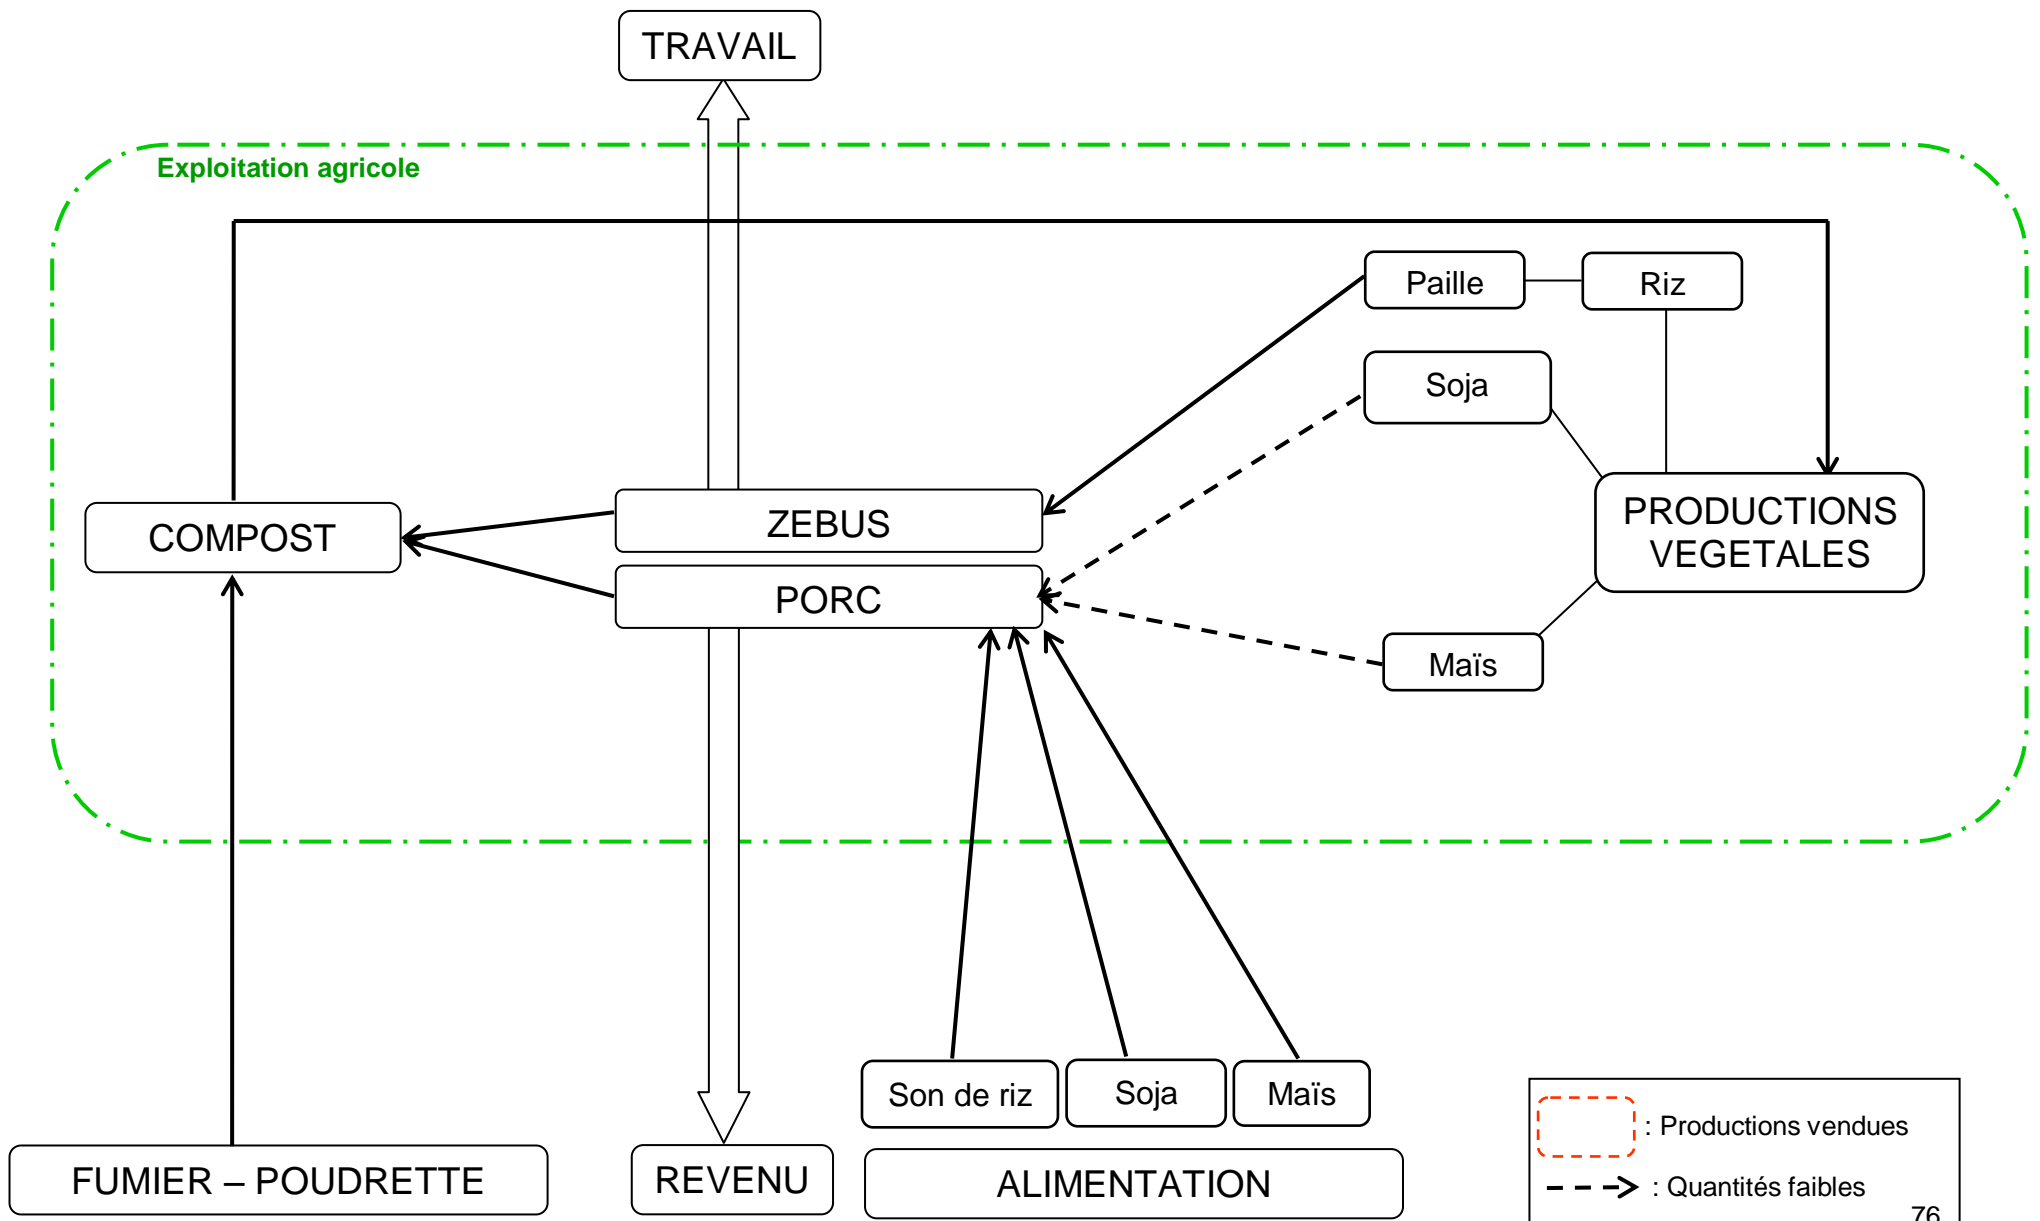 TRAVAIL
Exploitation agricole
Paille
Riz
Soja
COMPOST
ZEBUS
PORC
PRODUCTIONS
VEGETALES
Maïs
Son de riz
Soja
Maïs
FUMIER – POUDRETTE
REVENU
ALIMENTATION
: Productions vendues
: Quantités faibles
76